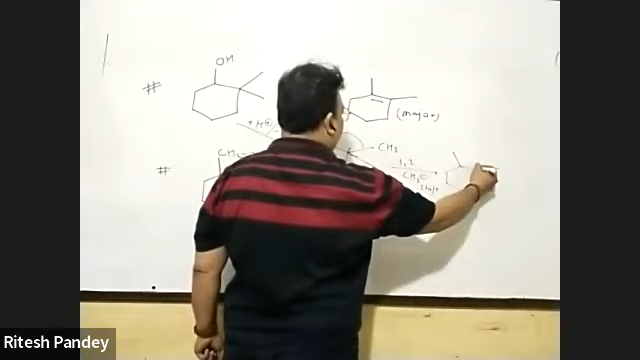 # OH
(major)
+H⊕
# CH₃
CH₃
1,2
CH₃⊖
Shift
Ritesh Pandey